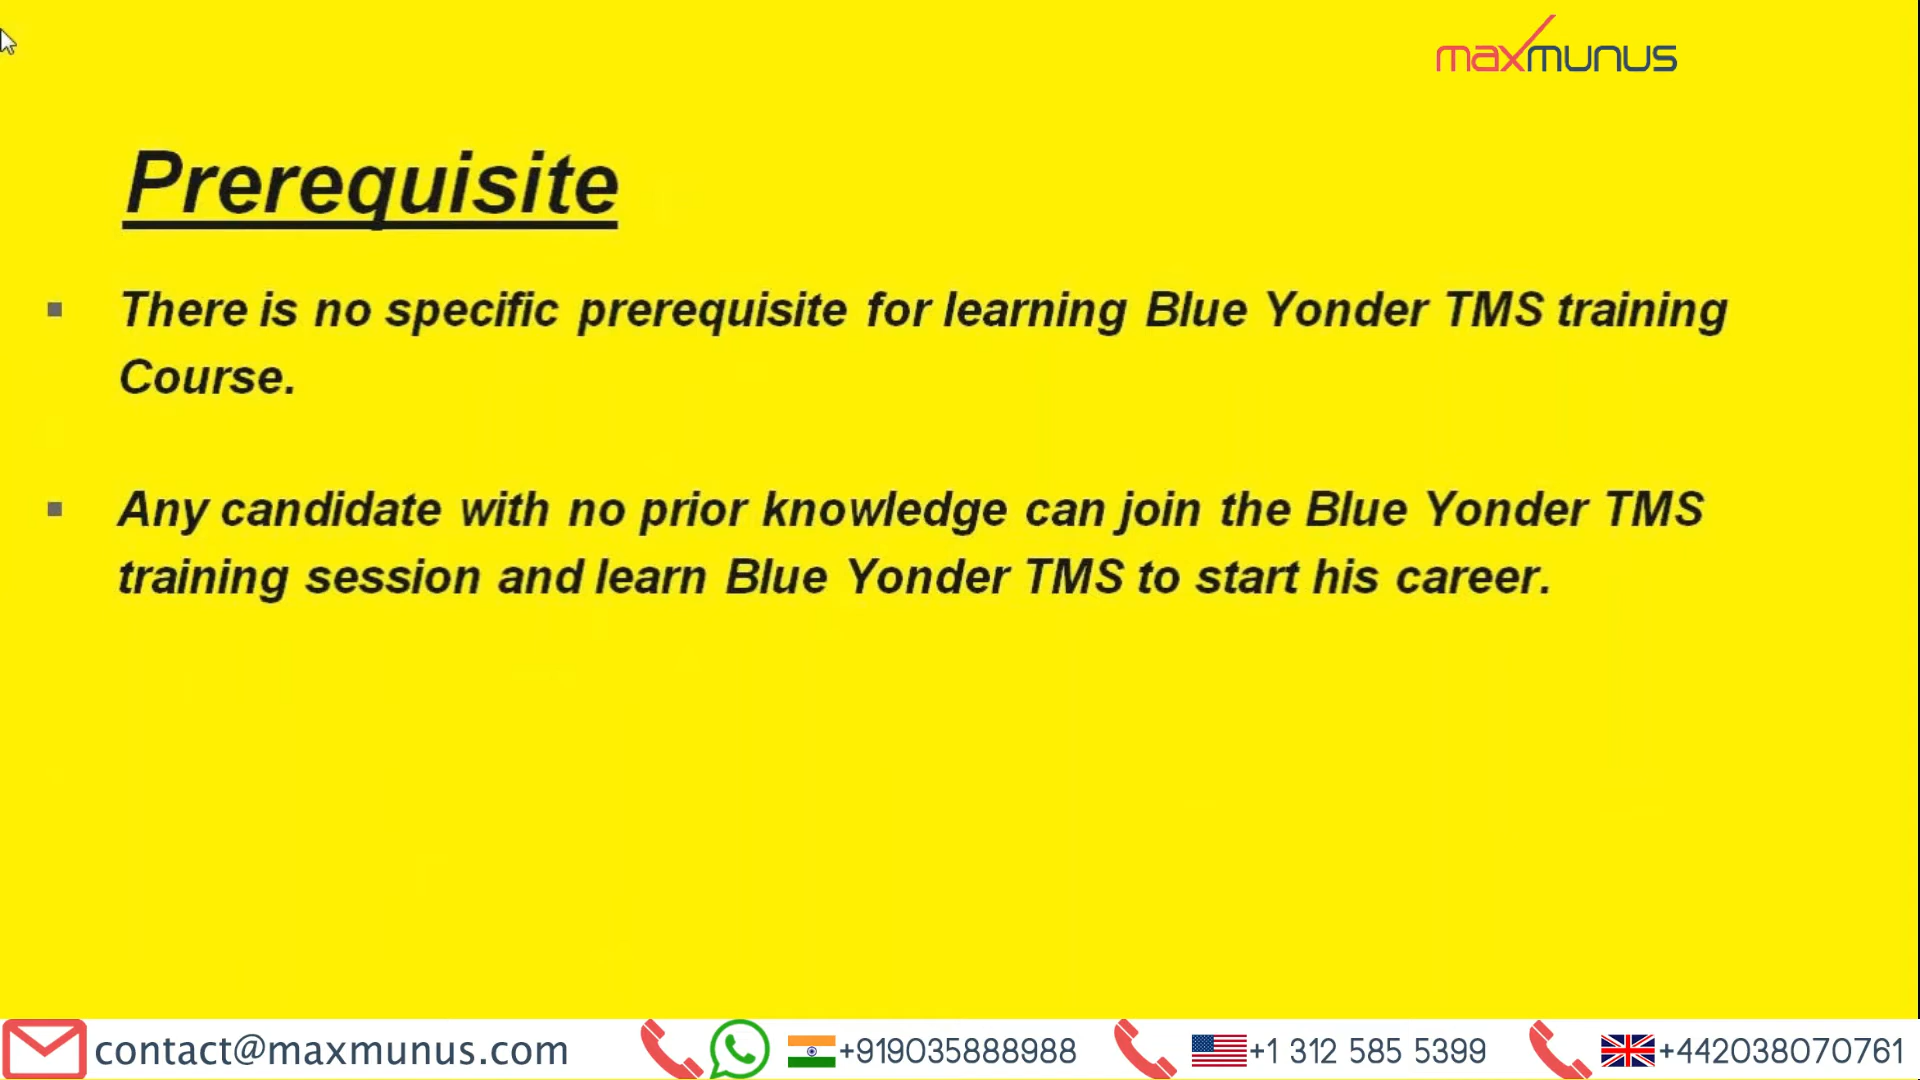 maxmunus
Prerequisite
▪ There is no specific prerequisite for learning Blue Yonder TMS training
Course.
▪ Any candidate with no prior knowledge can join the Blue Yonder TMS
training session and learn Blue Yonder TMS to start his career.
contact@maxmunus.com +919035888988 +1 312 585 5399 +442038070761